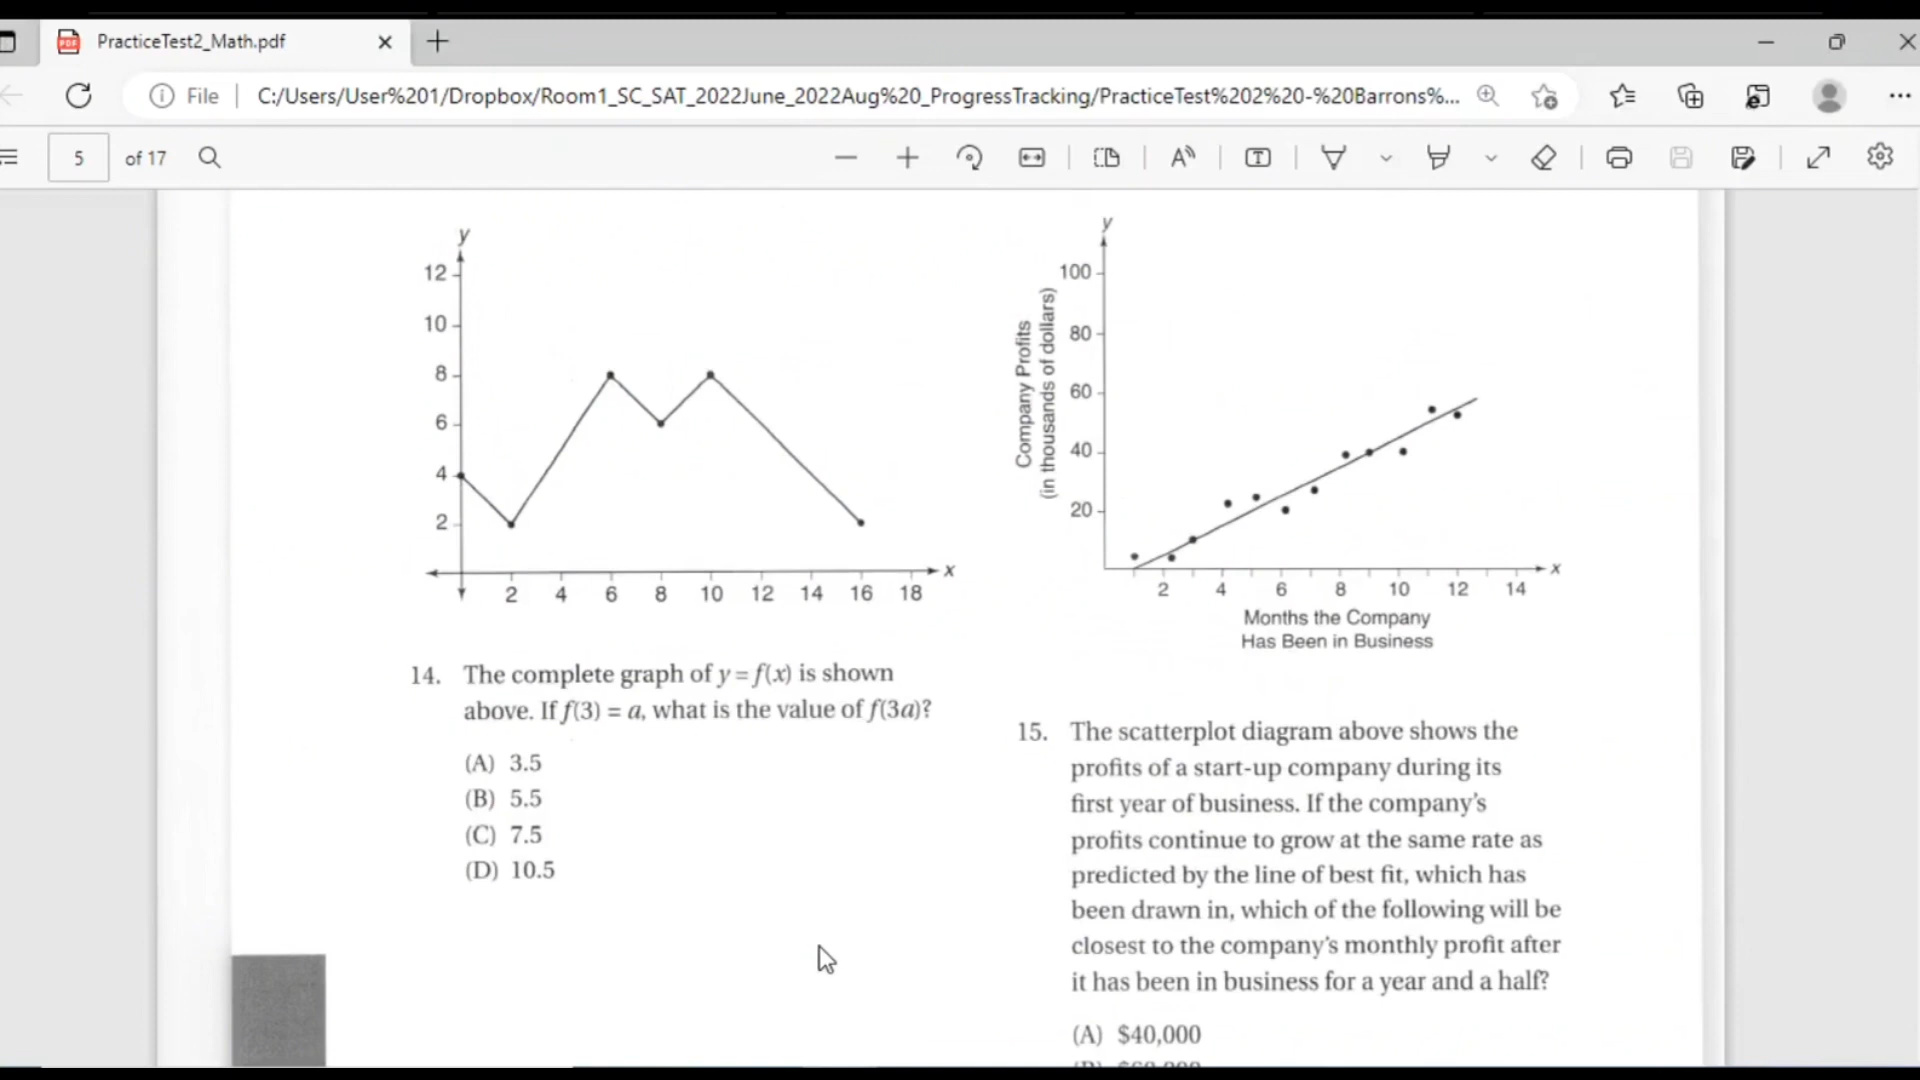 PracticeTest2_Math.pdf
File
C:/Users/User%201/Dropbox/Room1_SC_SAT_2022June_2022Aug%20_ProgressTracking/PracticeTest%202%20-%20Barrons%...
5 of 17
y
12
10
8
6
4
2
2 4 6 8 10 12 14 16 18
x
14. The complete graph of y = f(x) is shown
above. If f(3) = a, what is the value of f(3a)?
(A) 3.5
(B) 5.5
(C) 7.5
(D) 10.5
y
100
80
60
40
20
Company Profits
(in thousands of dollars)
2 4 6 8 10 12 14
x
Months the Company
Has Been in Business
15. The scatterplot diagram above shows the
profits of a start-up company during its
first year of business. If the company's
profits continue to grow at the same rate as
predicted by the line of best fit, which has
been drawn in, which of the following will be
closest to the company's monthly profit after
it has been in business for a year and a half?
(A) $40,000